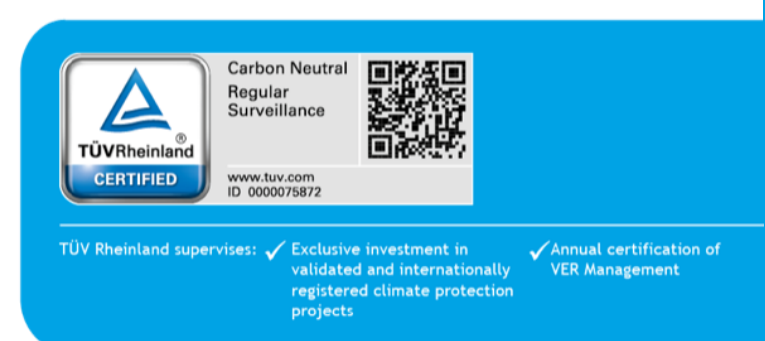 Carbon Neutral
Regular
Surveillance
TÜVRheinland®
CERTIFIED
www.tuv.com
ID 0000075872
TÜV Rheinland supervises:
✓ Exclusive investment in
validated and internationally
registered climate protection
projects
✓ Annual certification of
VER Management